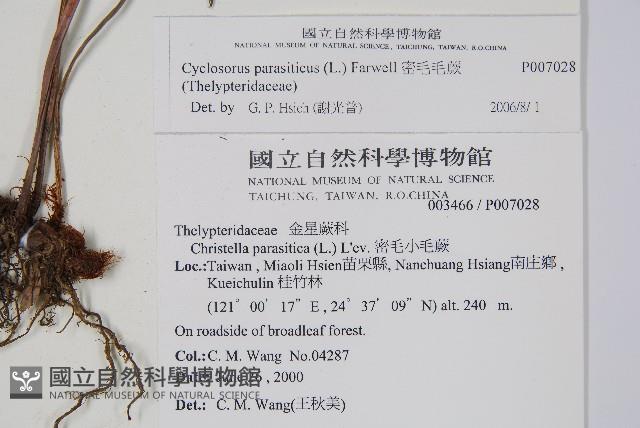 國立自然科學博物館
NATIONAL MUSEUM OF NATURAL SCIENCE, TAICHUNG, TAIWAN, R.O.CHINA
Cyclosorus parasiticus (L.) Farwell 密毛毛蕨 P007028
(Thelypteridaceae)
Det. by G. P. Hsieh (謝光普) 2006/8/1
國立自然科學博物館
NATIONAL MUSEUM OF NATURAL SCIENCE
TAICHUNG, TAIWAN, R.O.CHINA
003466 / P007028
Thelypteridaceae 金星蕨科
Christella parasitica (L.) L'ev. 密毛小毛蕨
Loc.:Taiwan , Miaoli Hsien苗栗縣, Nanchuang Hsiang南庄鄉 ,
Kueichulin 桂竹林
(121° 00' 17" E , 24° 37' 09" N) alt. 240 m.
On roadside of broadleaf forest.
Col.:C. M. Wang No.04287
, 2000
國立自然科學博物館
NATIONAL MUSEUM OF NATURAL SCIENCE
Det.: C. M. Wang(王秋美)